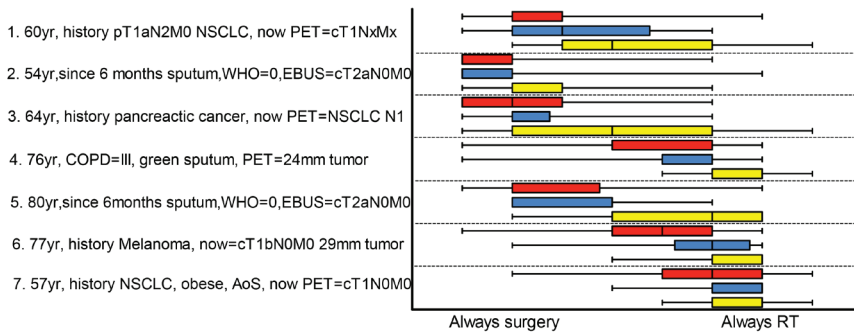 1. 60yr, history pT1aN2M0 NSCLC, now PET=cT1NxMx
2. 54yr,since 6 months sputum,WHO=0,EBUS=cT2aN0M0
3. 64yr, history pancreactic cancer, now PET=NSCLC N1
4. 76yr, COPD=III, green sputum, PET=24mm tumor
5. 80yr,since 6months sputum,WHO=0,EBUS=cT2aN0M0
6. 77yr, history Melanoma, now=cT1bN0M0 29mm tumor
7. 57yr, history NSCLC, obese, AoS, now PET=cT1N0M0
Always surgery Always RT